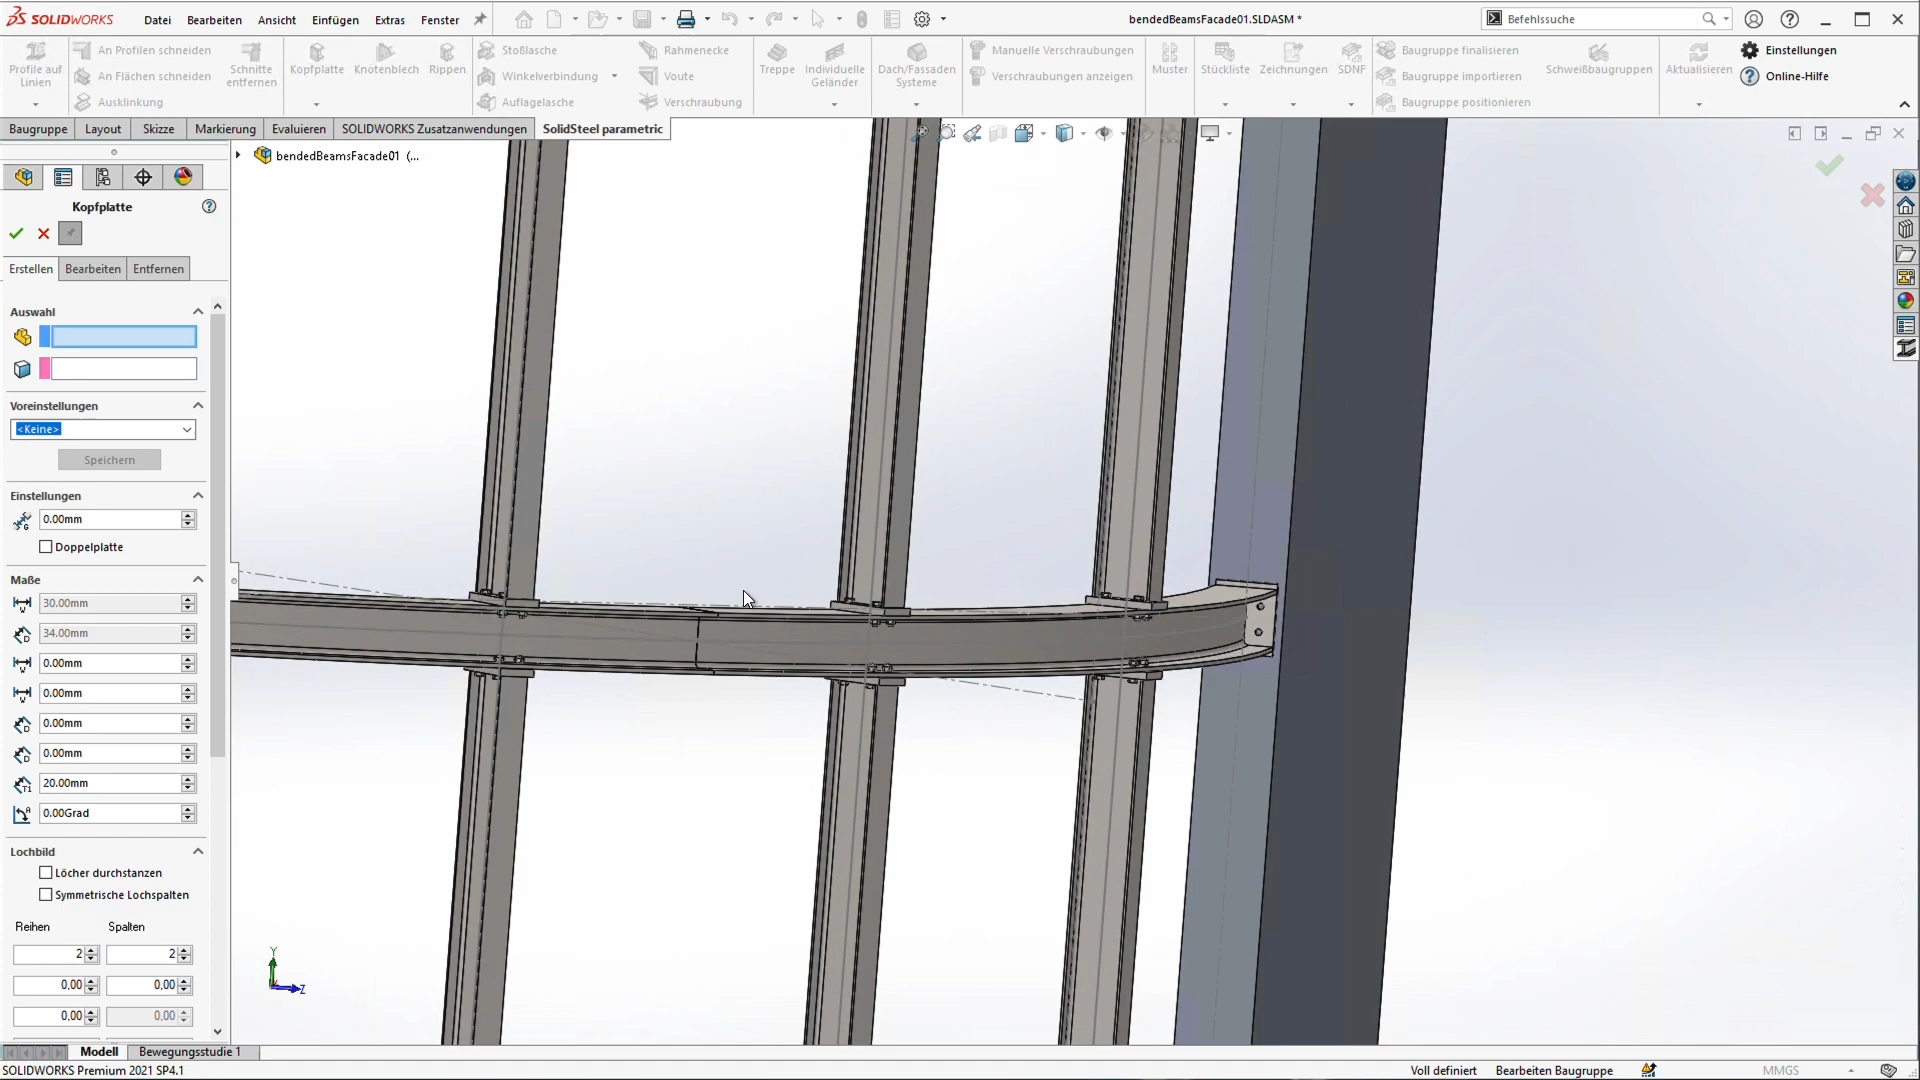 SOLIDWORKS Datei Bearbeiten Ansicht Einfügen Extras Fenster bendedBeamsFacade01.SLDASM * Befehlssuche
Profile auf Linien
An Profilen schneiden
An Flächen schneiden
Ausklinkung
Schnitte entfernen
Kopfplatte Knotenblech Rippen
Stoßlasche
Winkelverbindung
Auflagelasche
Rahmenecke
Voute
Verschraubung
Treppe
Individuelle Geländer
Dach/Fassaden Systeme
Manuelle Verschraubungen
Verschraubungen anzeigen
Muster Stückliste Zeichnungen SDNF
Baugruppe finalisieren
Baugruppe importieren
Baugruppe positionieren
Schweißbaugruppen
Aktualisieren
Einstellungen
Online-Hilfe
Baugruppe Layout Skizze Markierung Evaluieren SOLIDWORKS Zusatzanwendungen SolidSteel parametric
bendedBeamsFacade01 (...
Kopfplatte
Erstellen Bearbeiten Entfernen
Auswahl
Voreinstellungen
<Keine>
Speichern
Einstellungen
0.00mm
Doppelplatte
Maße
30.00mm
34.00mm
0.00mm
0.00mm
0.00mm
0.00mm
20.00mm
0.00Grad
Lochbild
Löcher durchstanzen
Symmetrische Lochspalten
Reihen Spalten
2 2
0,00 0,00
0,00 0,00
Y
Z
Modell Bewegungsstudie 1
SOLIDWORKS Premium 2021 SP4.1 Voll definiert Bearbeiten Baugruppe MMGS